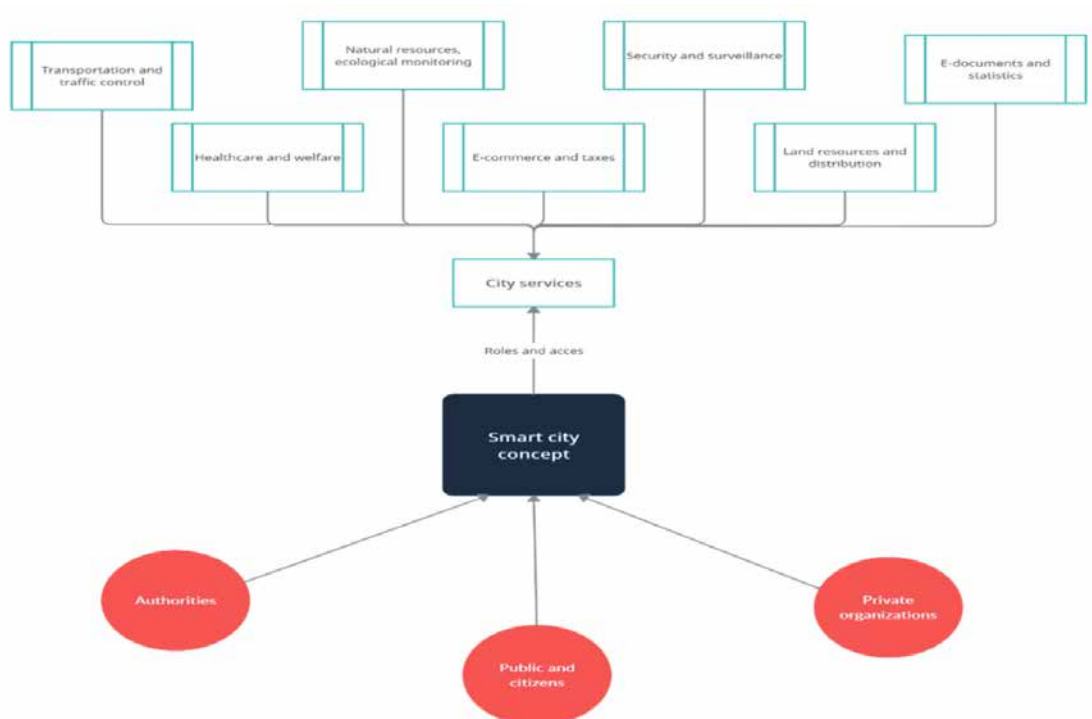 Transportation and
traffic control
Natural resources,
ecological monitoring
Security and surveillance
E-documents and
statistics
Healthcare and welfare
E-commerce and taxes
Land resources and
distribution
City services
Roles and acces
Smart city
concept
Authorities
Public and
citizens
Private
organizations